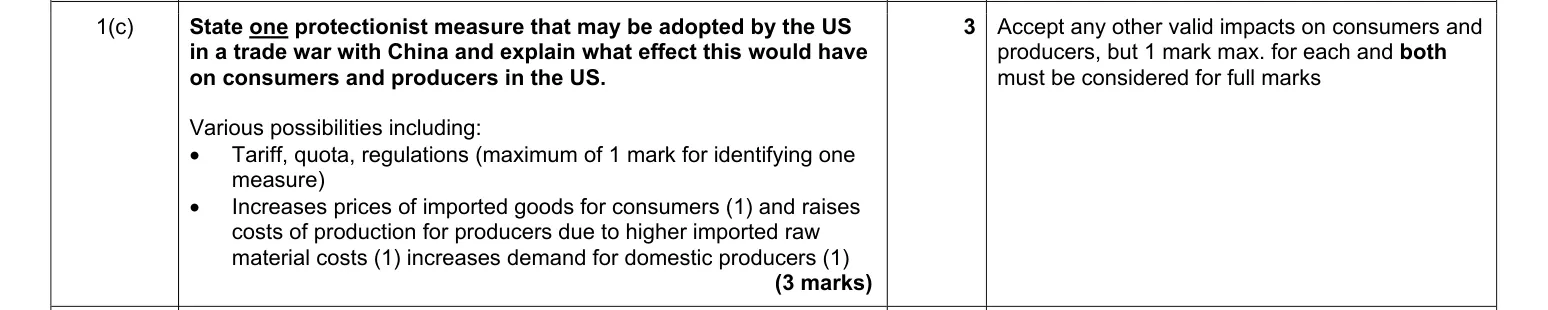 1(c)
State one protectionist measure that may be adopted by the US
in a trade war with China and explain what effect this would have
on consumers and producers in the US.
Various possibilities including:
• Tariff, quota, regulations (maximum of 1 mark for identifying one
measure)
• Increases prices of imported goods for consumers (1) and raises
costs of production for producers due to higher imported raw
material costs (1) increases demand for domestic producers (1)
(3 marks)
3
Accept any other valid impacts on consumers and
producers, but 1 mark max. for each and both
must be considered for full marks